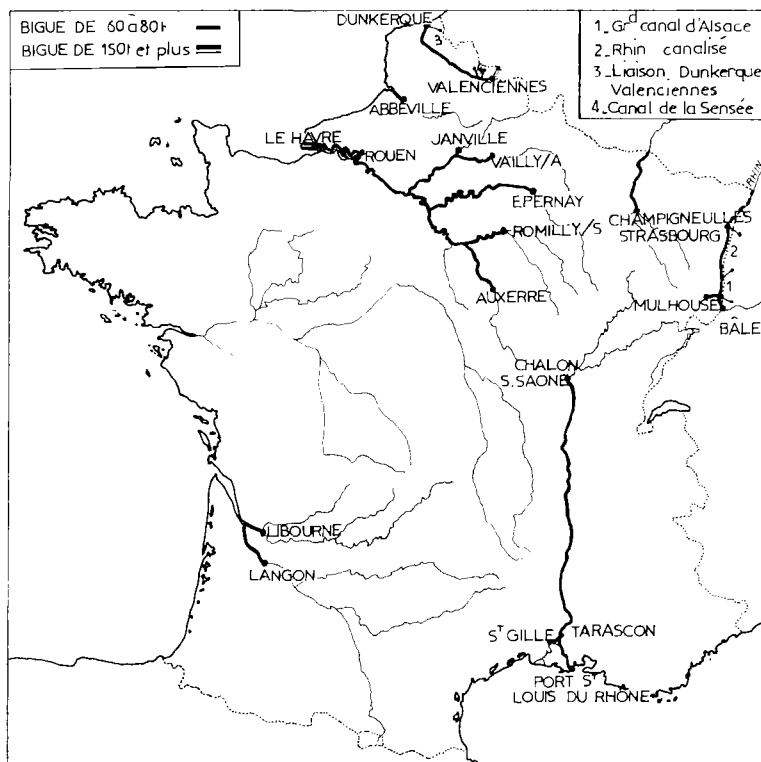 BIGUE DE 60 à 80t
BIGUE DE 150t et plus
1_Grd canal d'Alsace
2_Rhin canalisé
3_Liaison Dunkerque
Valenciennes
4_Canal de la Sensée
DUNKERQUE
3
4
VALENCIENNES
ABBEVILLE
LE HAVRE
ROUEN
JANVILLE
VAILLY/A
EPERNAY
ROMILLY/S
AUXERRE
RHIN
CHAMPIGNEULLES
STRASBOURG
2
1
MULHOUSE
BÂLE
CHALON
S.SAONE
LIBOURNE
LANGON
ST GILLE
TARASCON
PORT ST
LOUIS DU RHÔNE